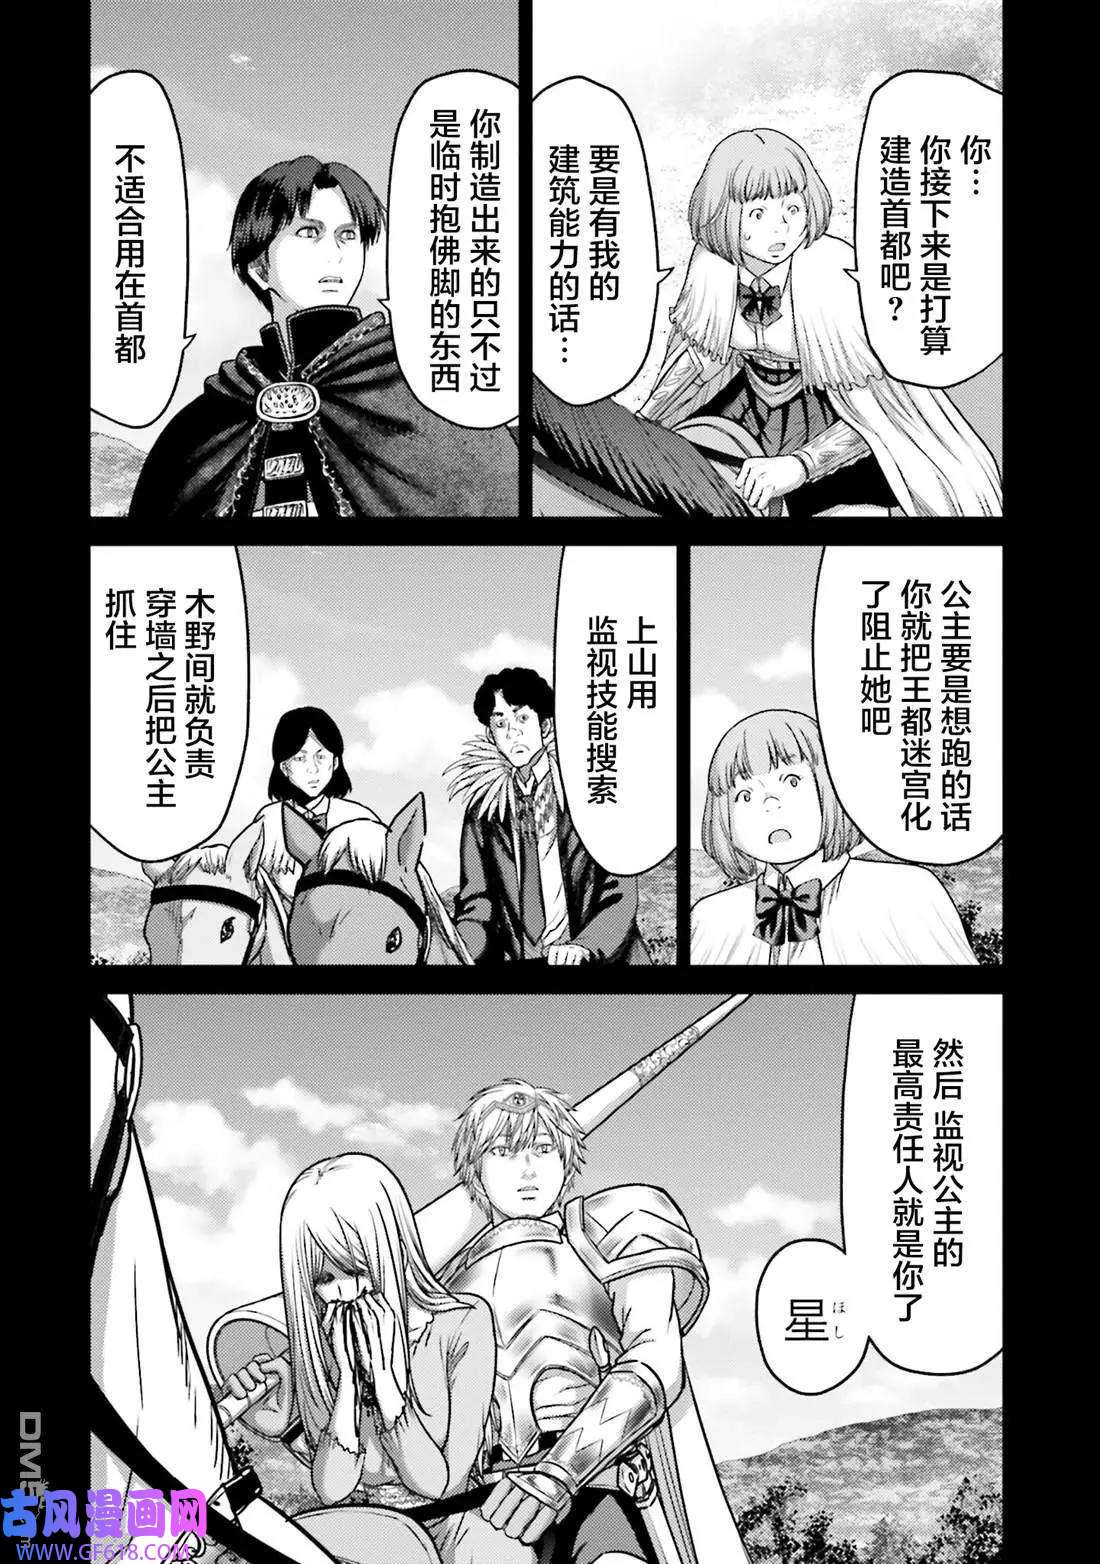 你…
你接下来是打算
建造首都吧？
要是有我的
建筑能力的话…
你制造出来的只不过
是临时抱佛脚的东西
不适合用在首都
公主要是想跑的话
你就把王都迷宫化
了阻止她吧
上山用
监视技能搜索
木野间就负责
穿墙之后把公主
抓住
然后 监视公主的
最高责任人就是你了
星
ほし
古风漫画网
WWW.GF618.COM